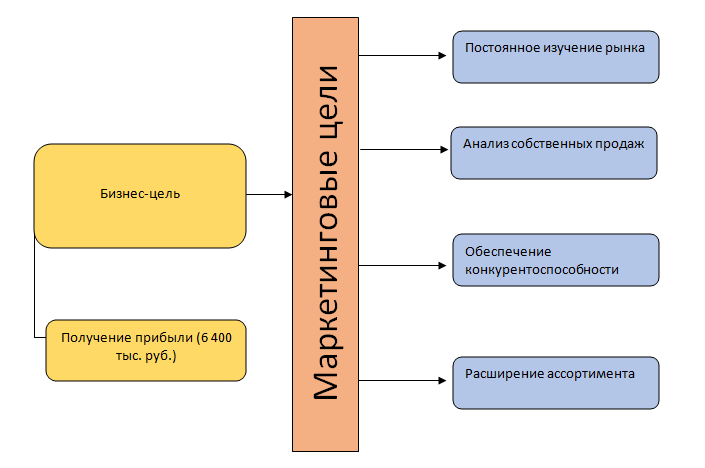 Бизнес-цель
Получение прибыли (6 400
тыс. руб.)
Маркетинговые цели
Постоянное изучение рынка
Анализ собственных продаж
Обеспечение
конкурентоспособности
Расширение ассортимента